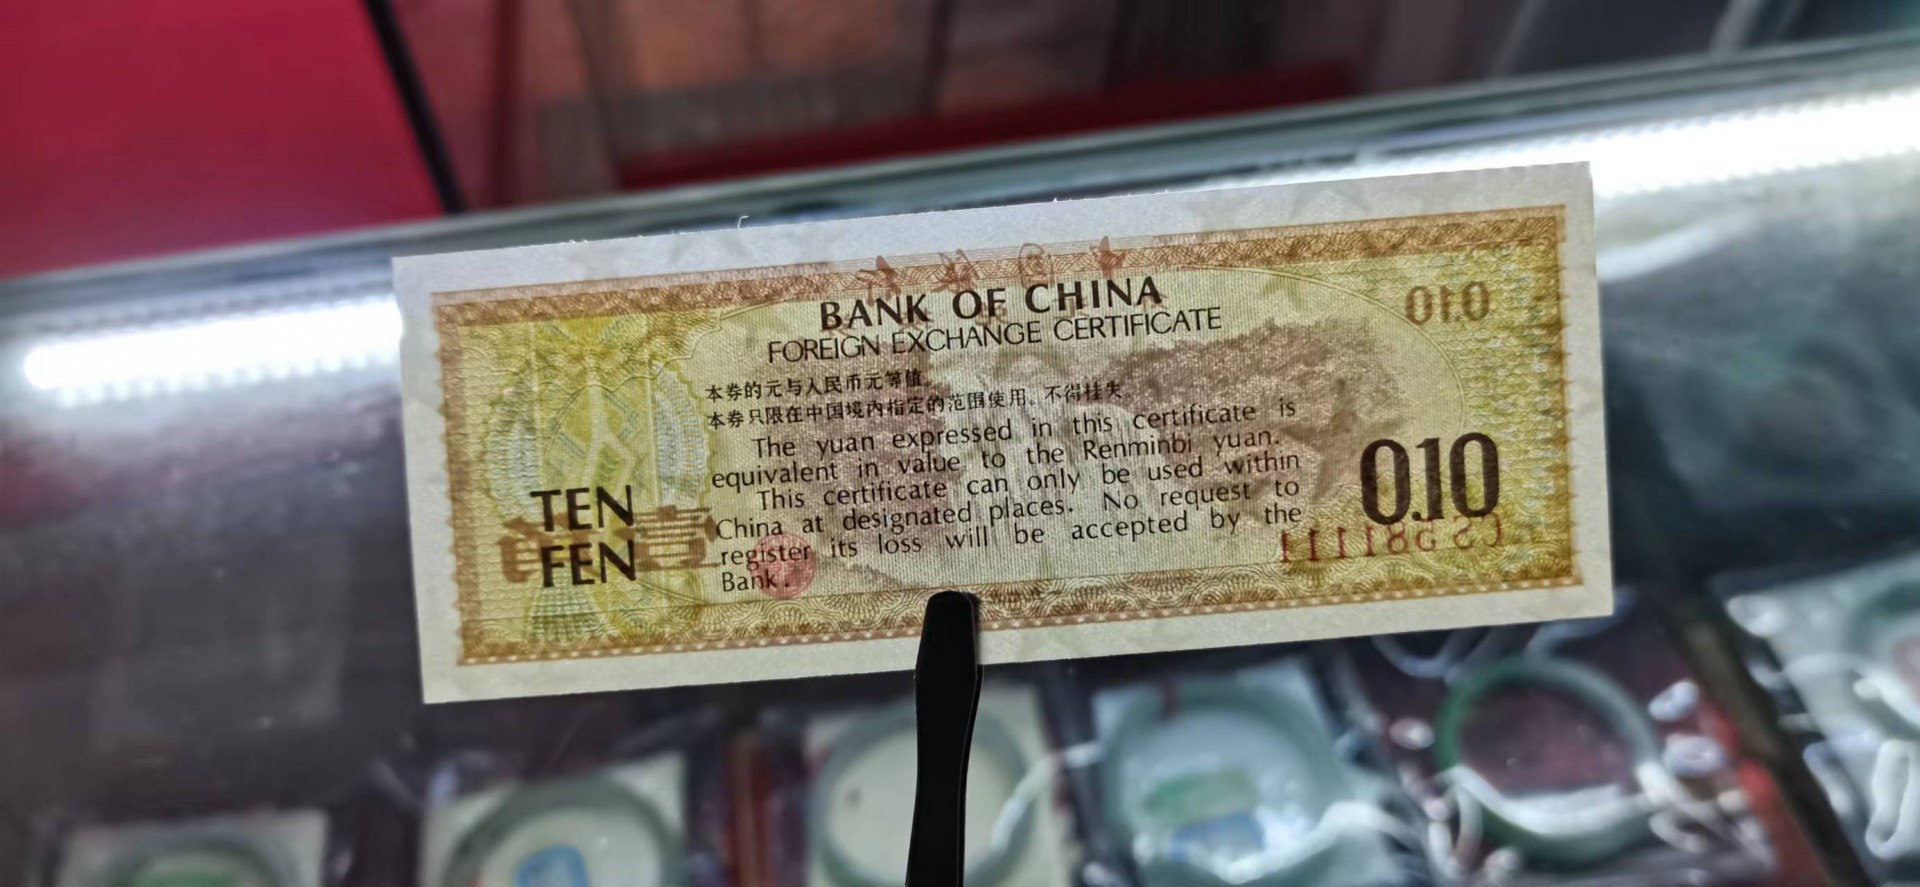 BANK OF CHINA
FOREIGN EXCHANGE CERTIFICATE
0.10
本券的元与人民币元等值。
本券只限在中国境内指定的范围使用、不得挂失
The yuan expressed in this certificate is
equivalent in value to the Renminbi yuan.
This certificate can only be used within
China at designated places. No request to
register its loss will be accepted by the
Bank.
TEN
FEN
壹
0.10
CS 581111